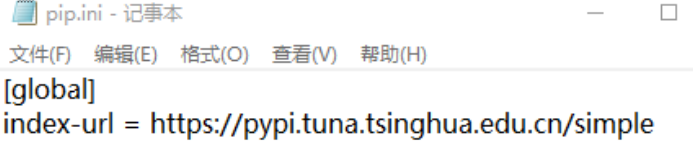 pip.ini - 记事本
文件(F) 编辑(E) 格式(O) 查看(V) 帮助(H)
[global]
index-url = https://pypi.tuna.tsinghua.edu.cn/simple